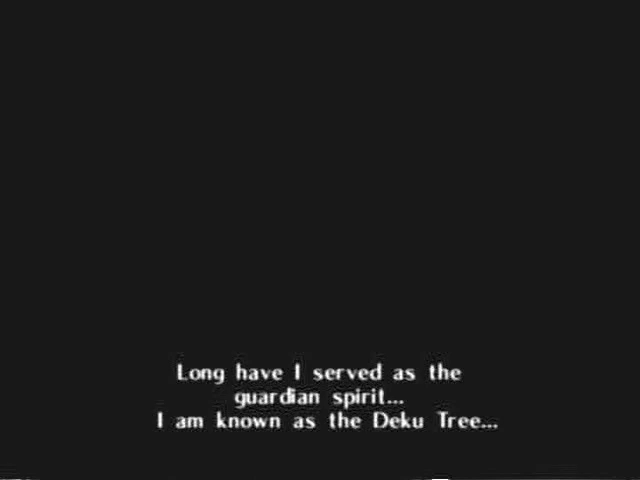 Long have I served as the
guardian spirit...
I am known as the Deku Tree...